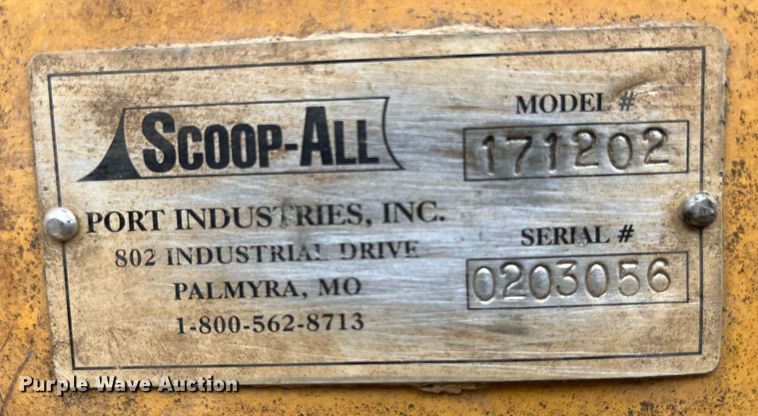 SCOOP-ALL
PORT INDUSTRIES, INC.
802 INDUSTRIAL DRIVE
PALMYRA, MO
1-800-562-8713
MODEL #
171202
SERIAL #
0203056
Purple Wave Auction